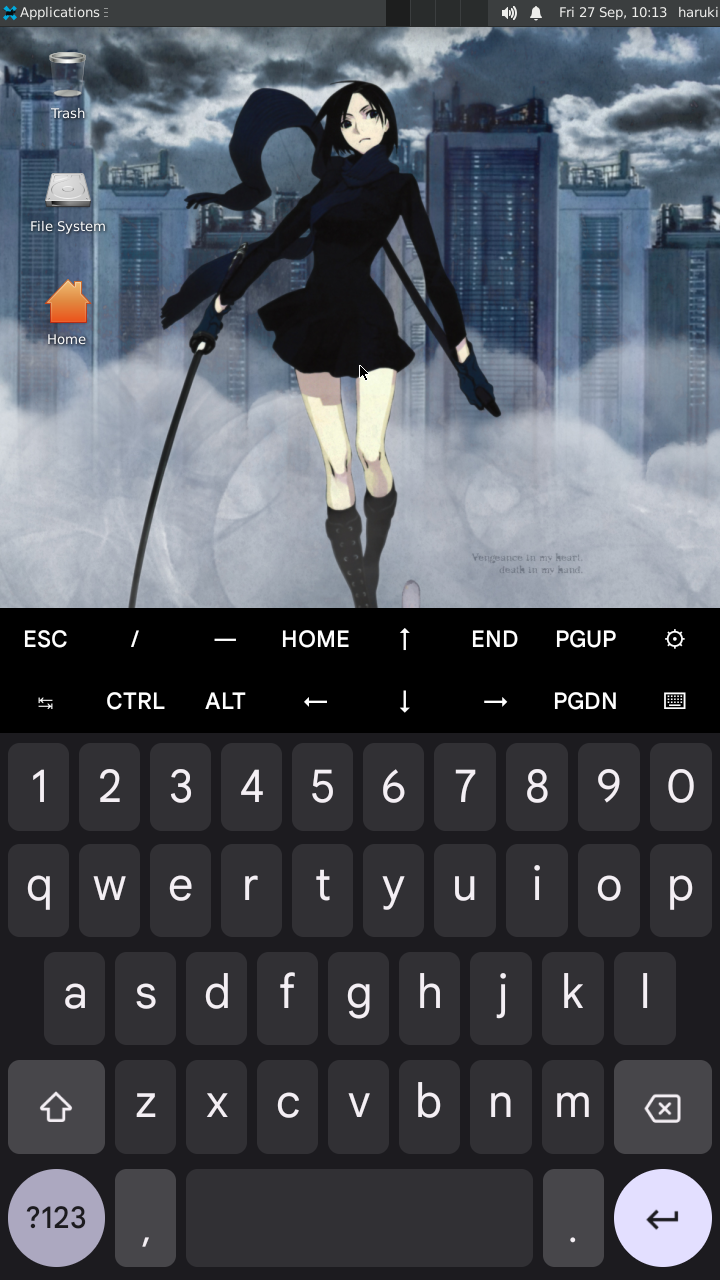 Applications
Fri 27 Sep, 10:13 haruki
Trash
File System
Home
Vengeance in my heart,
death in my hand.
ESC / — HOME ↑ END PGUP
↹ CTRL ALT ← ↓ → PGDN
1 2 3 4 5 6 7 8 9 0
q w e r t y u i o p
a s d f g h j k l
z x c v b n m
?123 , .